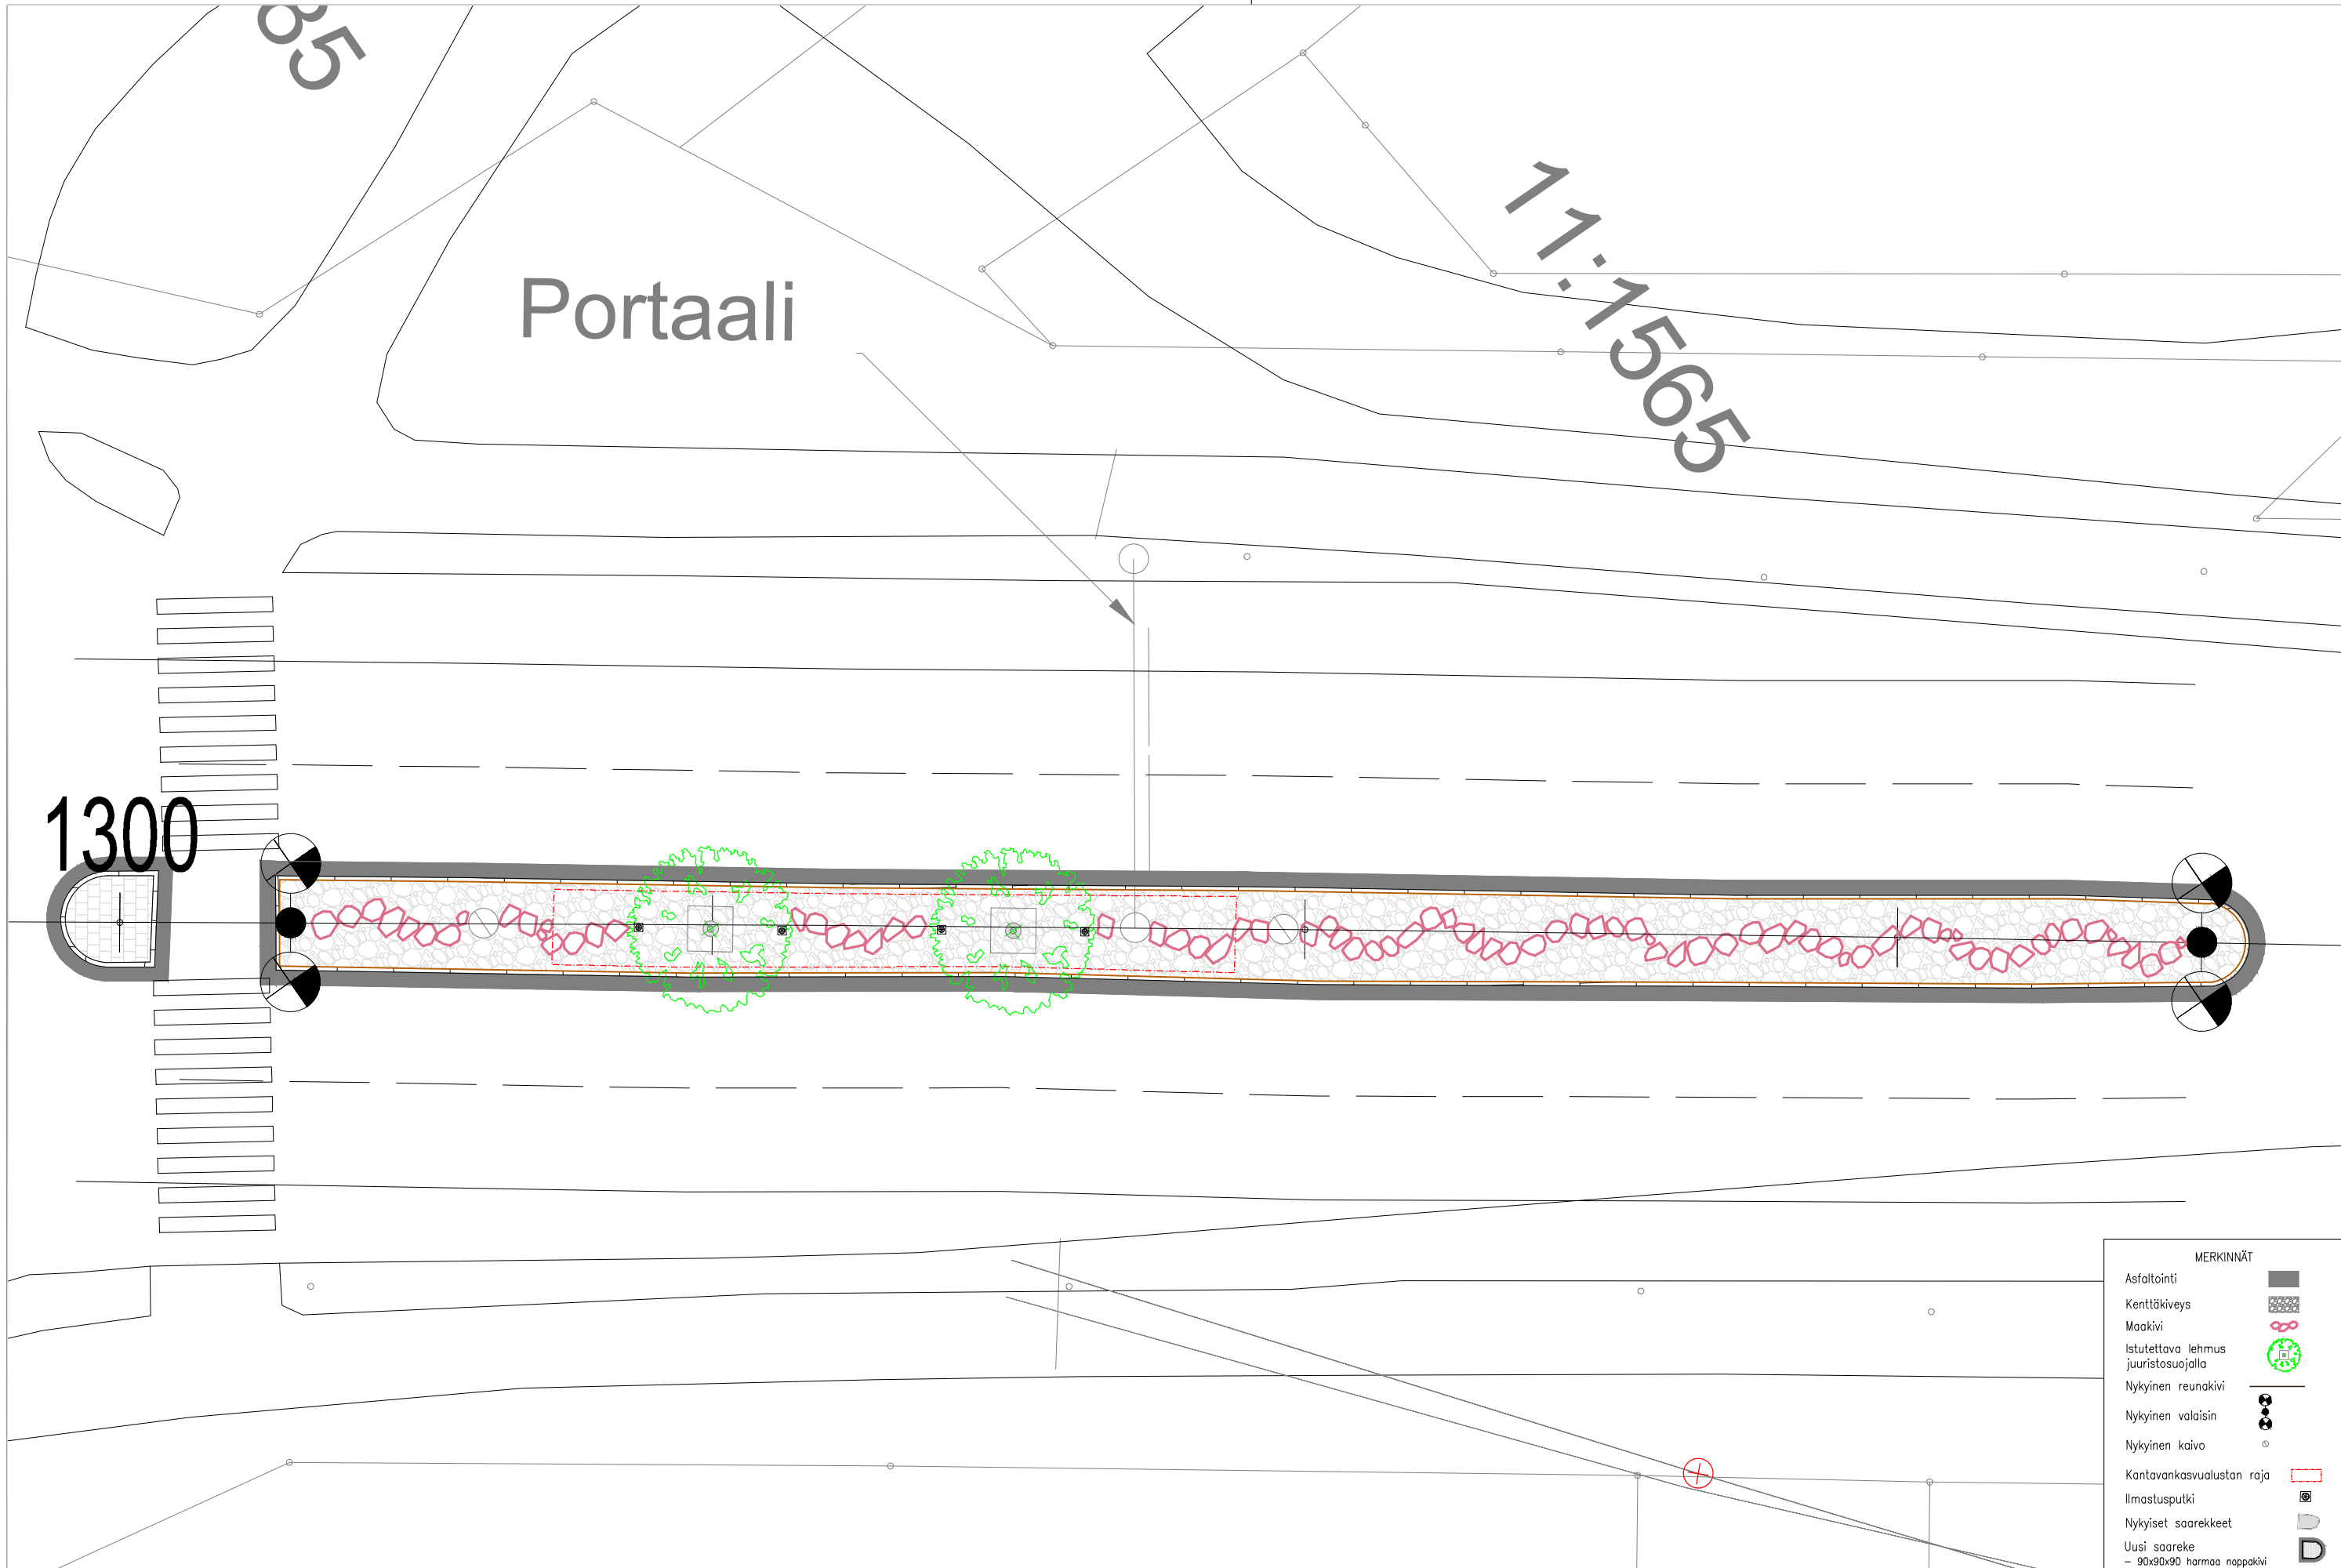 85
11:1565
Portaali
1300
MERKINNÄT
Asfaltointi
Kenttäkiveys
Maakivi
Istutettava lehmus
juuristosuojalla
Nykyinen reunakivi
Nykyinen valaisin
Nykyinen kaivo
Kantavankasvualustan raja
Ilmastusputki
Nykyiset saarekkeet
Uusi saareke
– 90x90x90 harmaa noppakivi